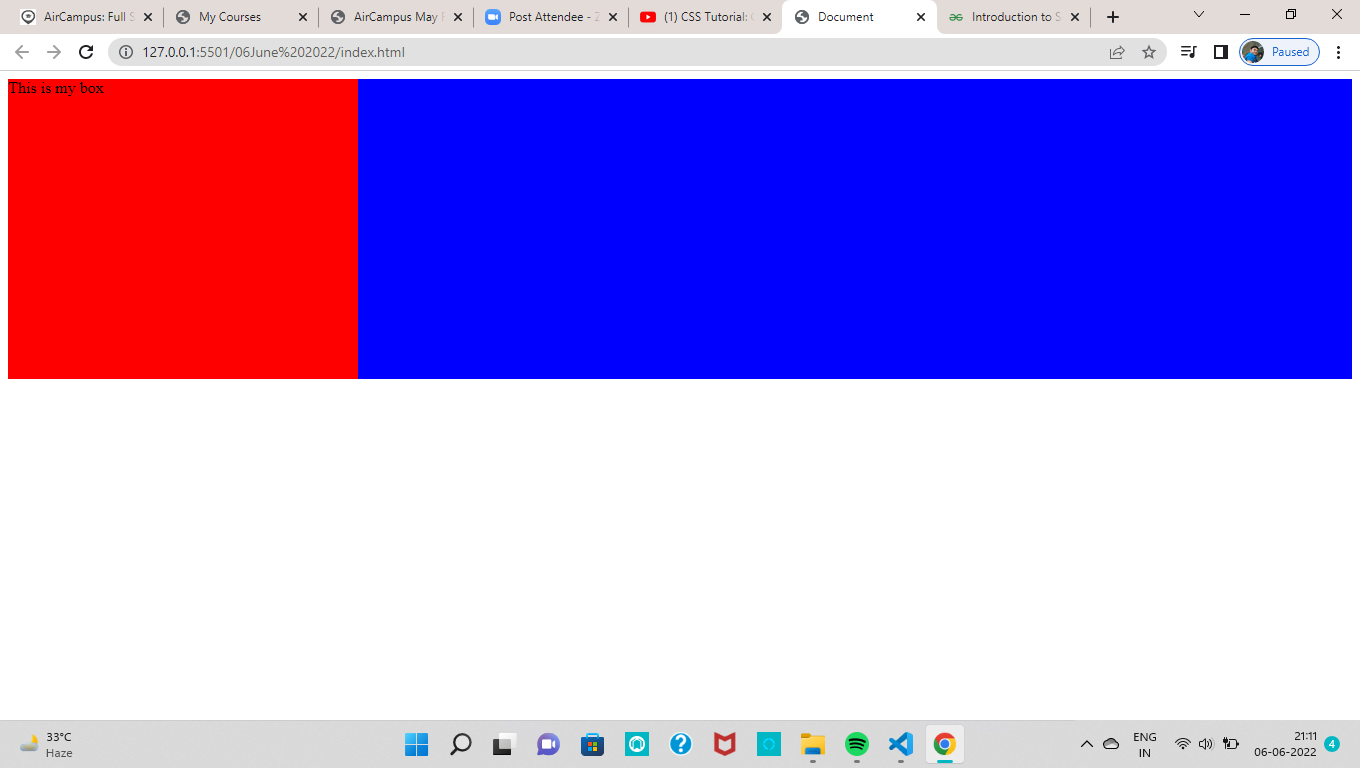 AirCampus: Full S
My Courses
AirCampus May F
Post Attendee - Z
(1) CSS Tutorial:
Document
Introduction to S
127.0.0.1:5501/06June%202022/index.html
Paused
This is my box
33°C
Haze
ENG
IN
21:11
06-06-2022
4